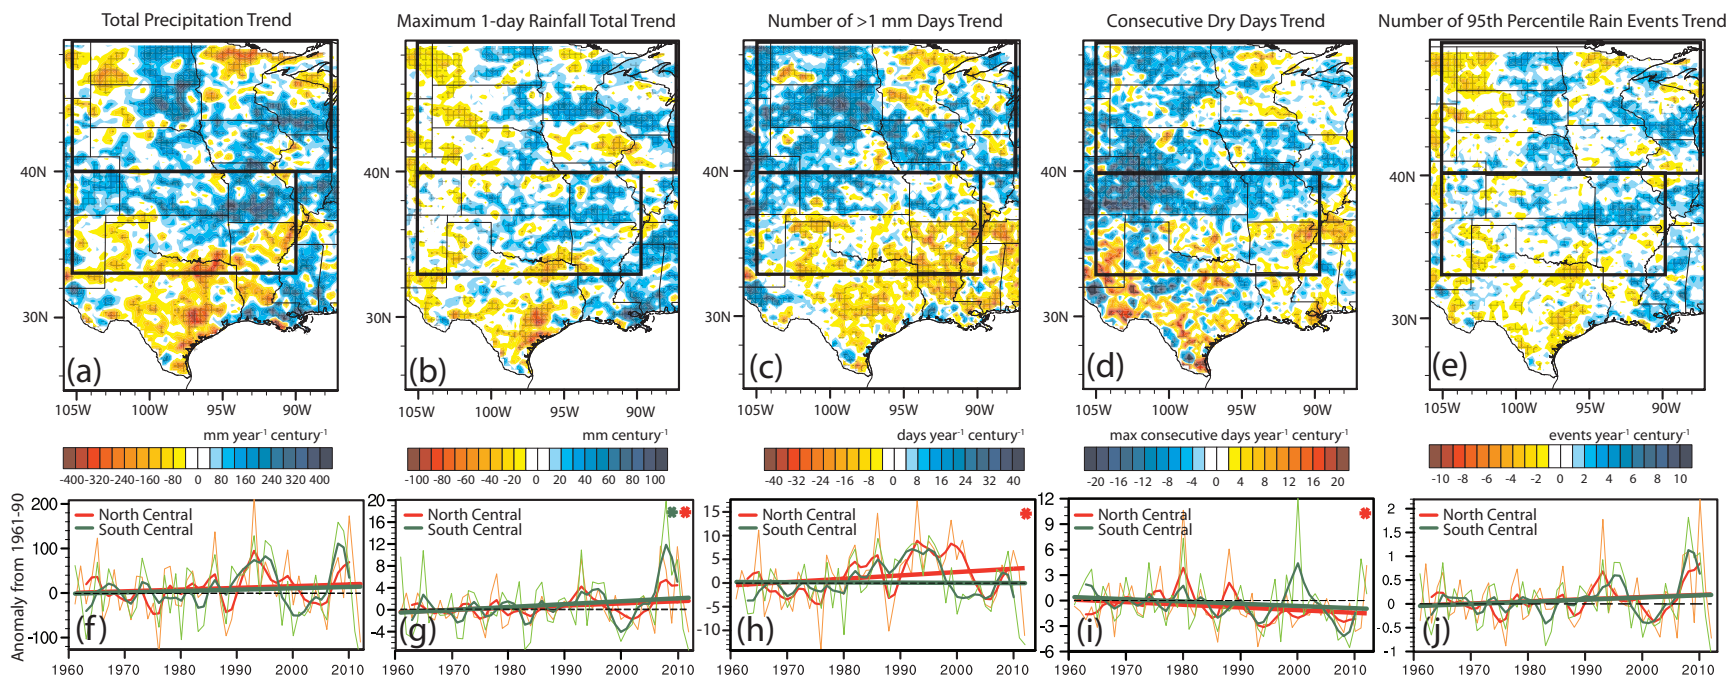 Total Precipitation Trend
Maximum 1-day Rainfall Total Trend
Number of >1 mm Days Trend
Consecutive Dry Days Trend
Number of 95th Percentile Rain Events Trend
40N
30N
(a)
105W 100W 95W 90W
40N
30N
(b)
105W 100W 95W 90W
40N
30N
(c)
105W 100W 95W 90W
40N
30N
(d)
105W 100W 95W 90W
40N
30N
(e)
105W 100W 95W 90W
mm year⁻¹ century⁻¹
-400 -320 -240 -160 -80 0 80 160 240 320 400
mm century⁻¹
-100 -80 -60 -40 -20 0 20 40 60 80 100
days year⁻¹ century⁻¹
-40 -32 -24 -16 -8 0 8 16 24 32 40
max consecutive days year⁻¹ century⁻¹
-20 -16 -12 -8 -4 0 4 8 12 16 20
events year⁻¹ century⁻¹
-10 -8 -6 -4 -2 0 2 4 6 8 10
Anomaly from 1961-90
200
100
0
-100
North Central
South Central
(f)
1960 1970 1980 1990 2000 2010
20
16
12
8
4
0
-4
North Central
South Central
(g)
1960 1970 1980 1990 2000 2010
15
10
5
0
-5
-10
North Central
South Central
(h)
1960 1970 1980 1990 2000 2010
12
9
6
3
0
-3
-6
North Central
South Central
(i)
1960 1970 1980 1990 2000 2010
2
1.5
1
0.5
0
-0.5
-1
North Central
South Central
(j)
1960 1970 1980 1990 2000 2010